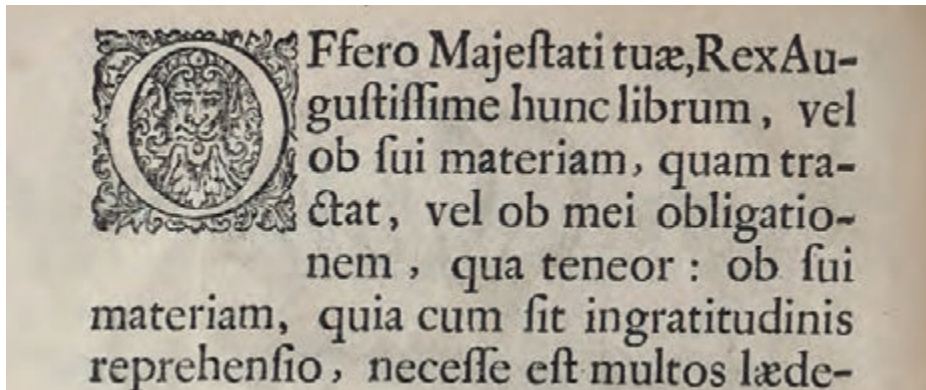 OFfero Majeſtati tuæ, Rex Au-
guſtiſſime hunc librum, vel
ob ſui materiam, quam tra-
ctat, vel ob mei obligatio-
nem, qua teneor: ob ſui
materiam, quia cum ſit ingratitudinis
reprehenſio, neceſſe eſt multos læde-